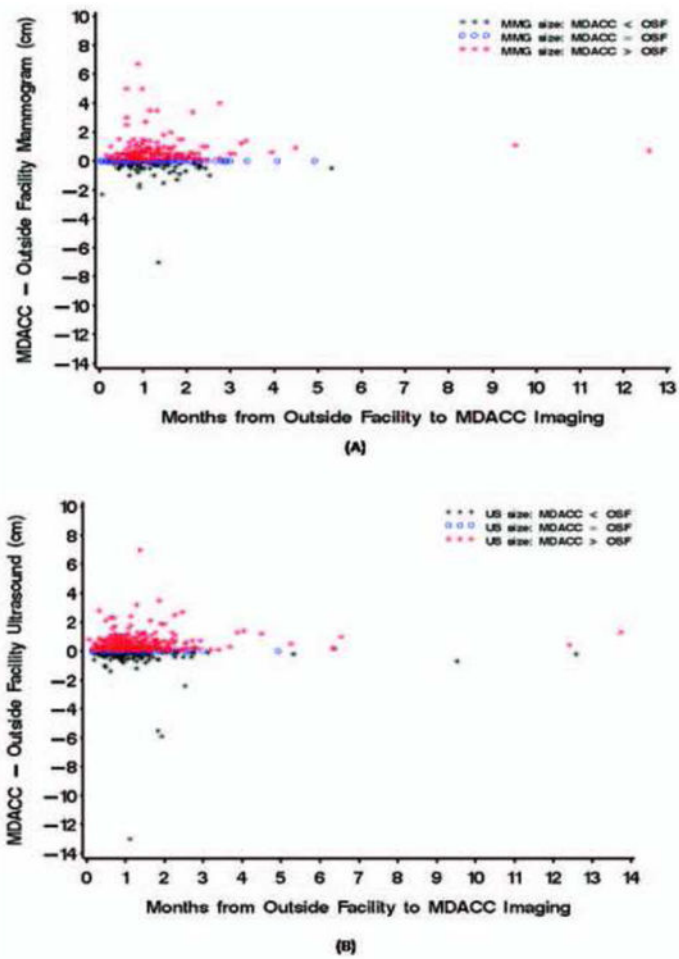 MDACC – Outside Facility Mammogram (cm)
10
8
6
4
2
0
−2
−4
−6
−8
−10
−12
−14
* * * MMG size: MDACC < OSF
o o o MMG size: MDACC = OSF
* * * MMG size: MDACC > OSF
0 1 2 3 4 5 6 7 8 9 10 11 12 13
Months from Outside Facility to MDACC Imaging
(A)
MDACC – Outside Facility Ultrasound (cm)
10
8
6
4
2
0
−2
−4
−6
−8
−10
−12
−14
* * * US size: MDACC < OSF
o o o US size: MDACC = OSF
* * * US size: MDACC > OSF
0 1 2 3 4 5 6 7 8 9 10 11 12 13 14
Months from Outside Facility to MDACC Imaging
(B)